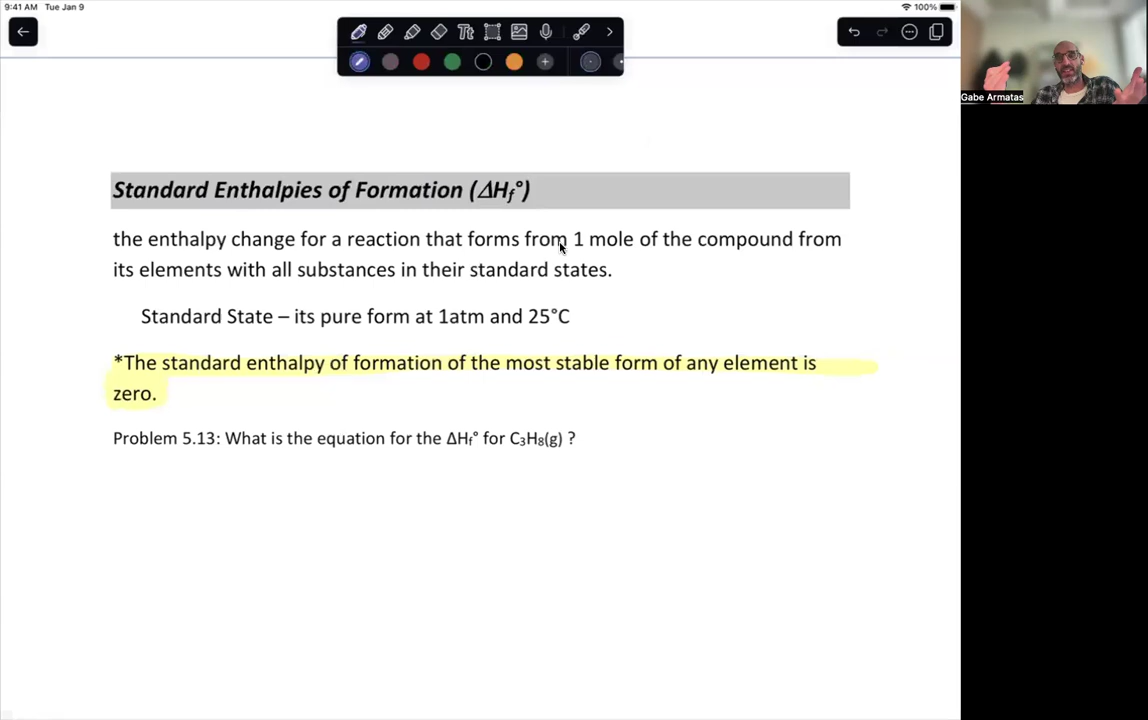 9:41 AM Tue Jan 9
100%
Tt
Gabe Armatas
Standard Enthalpies of Formation (ΔHf°)
the enthalpy change for a reaction that forms from 1 mole of the compound from
its elements with all substances in their standard states.
Standard State – its pure form at 1atm and 25°C
*The standard enthalpy of formation of the most stable form of any element is
zero.
Problem 5.13: What is the equation for the ΔHf° for C₃H₈(g) ?